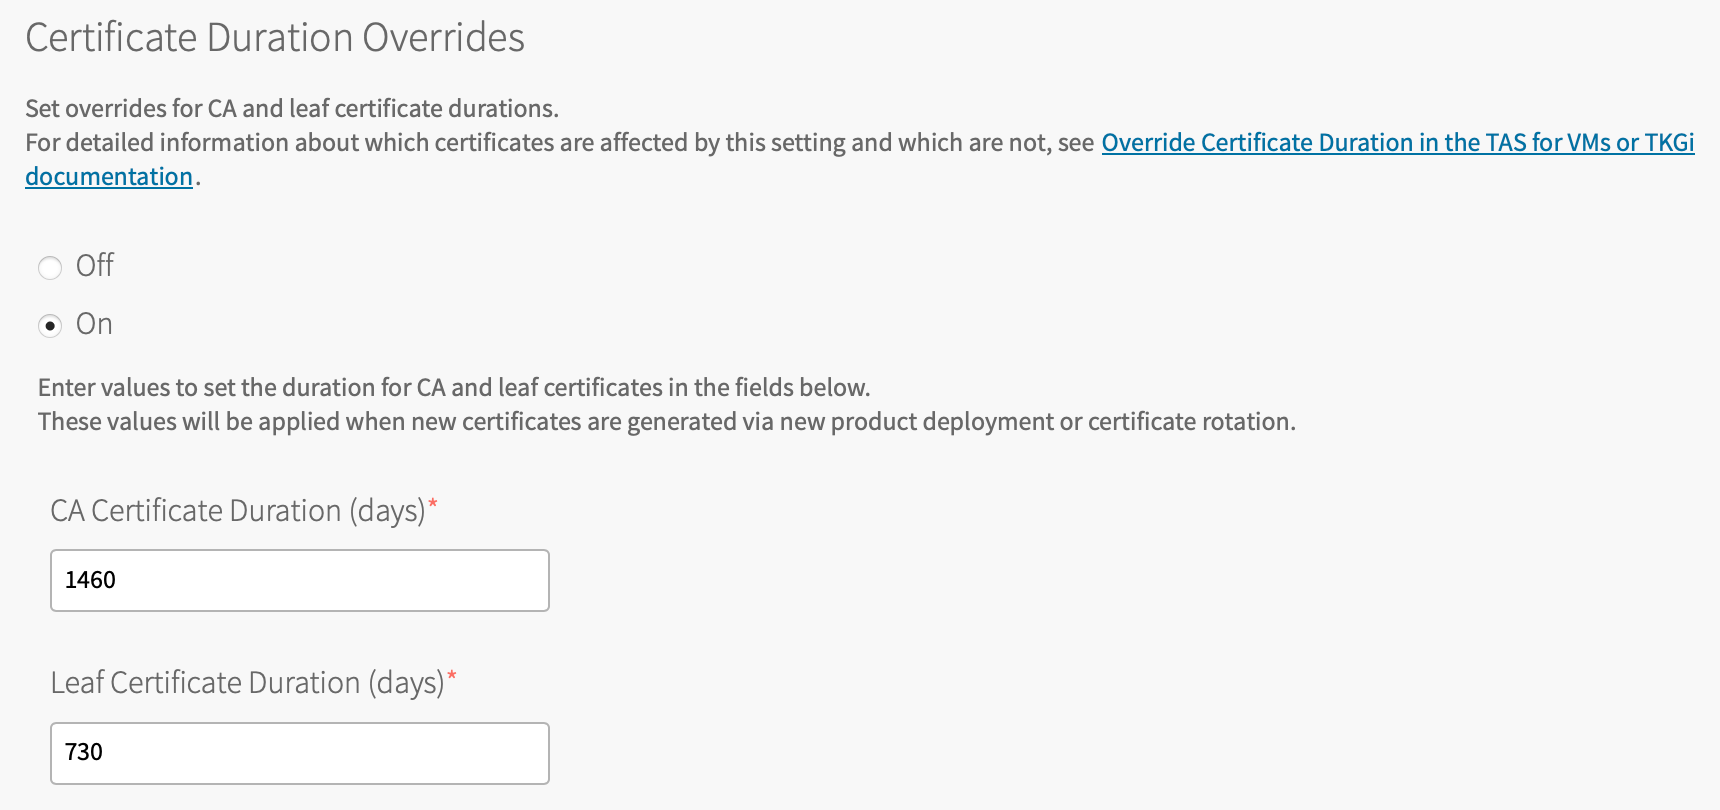 Certificate Duration Overrides
Set overrides for CA and leaf certificate durations.
For detailed information about which certificates are affected by this setting and which are not, see Override Certificate Duration in the TAS for VMs or TKGi
documentation.
Off
On
Enter values to set the duration for CA and leaf certificates in the fields below.
These values will be applied when new certificates are generated via new product deployment or certificate rotation.
CA Certificate Duration (days)*
1460
Leaf Certificate Duration (days)*
730